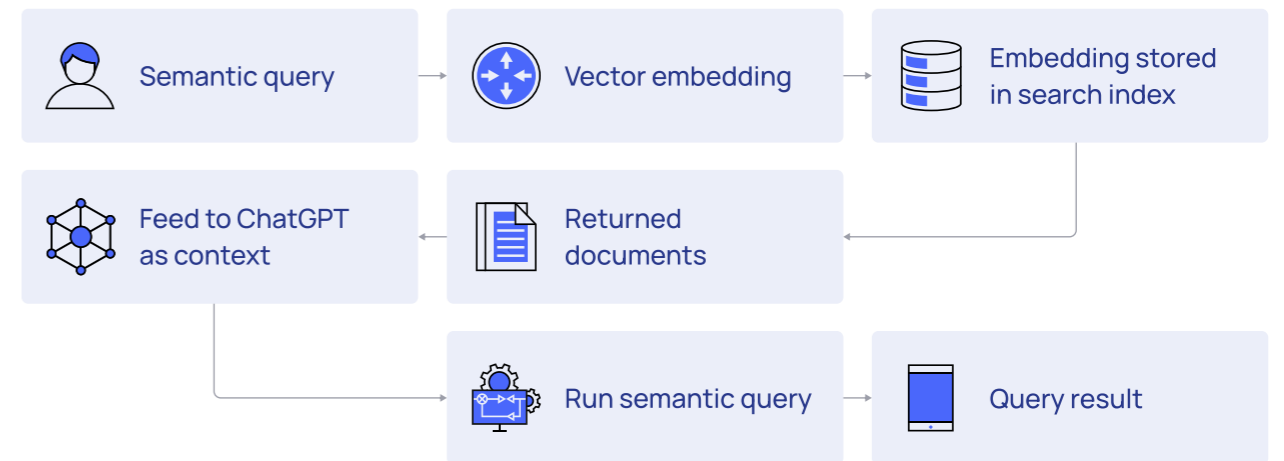 Semantic query
Vector embedding
Embedding stored
in search index
Feed to ChatGPT
as context
Returned
documents
Run semantic query
Query result